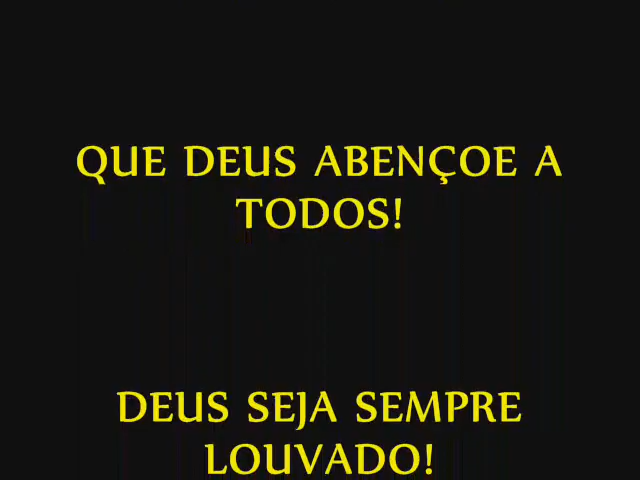 QUE DEUS ABENÇOE A
TODOS!
DEUS SEJA SEMPRE
LOUVADO!